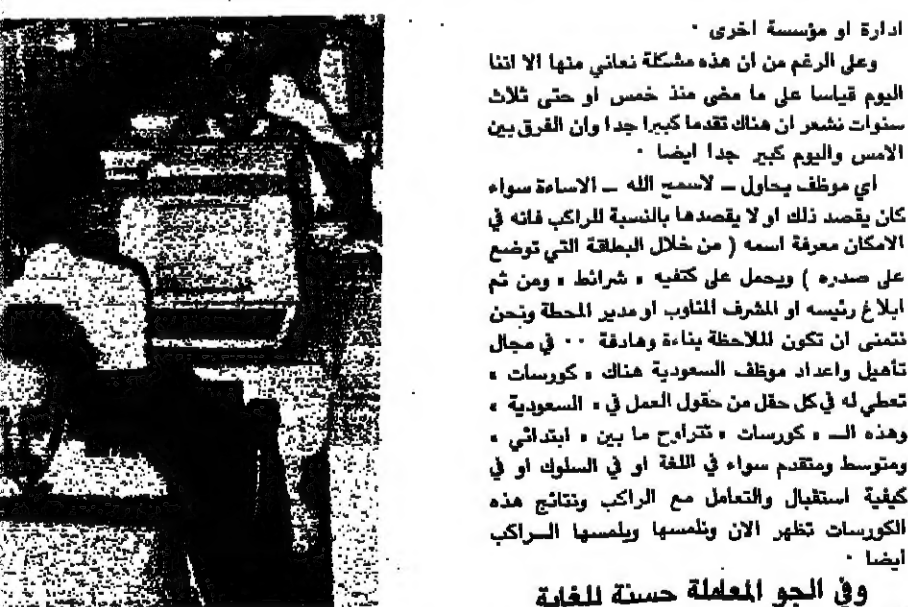 ادارة او مؤسسة اخرى ·
وعلى الرغم من ان هذه مشكلة نعاني منها الا اننا
اليوم قياسا على ما مضى منذ خمس او حتى ثلاث
سنوات نشعر ان هناك تقدما كبيرا جدا وان الفرق بين
الامس واليوم كبير جدا ايضا ·
اي موظف يحاول ــ لاسمح الله ــ الاساءة سواء
كان يقصد ذلك او لا يقصدها بالنسبة للراكب فانه في
الامكان معرفة اسمه ( من خلال البطاقة التي توضع
على صدره ) ويحمل على كتفيه « شرائط » ومن ثم
ابلاغ رئيسه او المشرف المناوب او مدير المحطة ونحن
نتمنى ان تكون الملاحظة بناءة وهادفة ·· في مجال
تأهيل واعداد موظف السعودية هناك « كورسات »
تعطي له في كل حقل من حقول العمل في « السعودية »
وهذه الــ « كورسات » تتراوح ما بين « ابتدائي »
ومتوسط ومتقدم سواء في اللغة او في السلوك او في
كيفية استقبال والتعامل مع الراكب ونتائج هذه
الكورسات تظهر الان ونلمسها ويلمسها الـراكب
ايضا ·
وفي الجو المعاملة حسنة للغاية